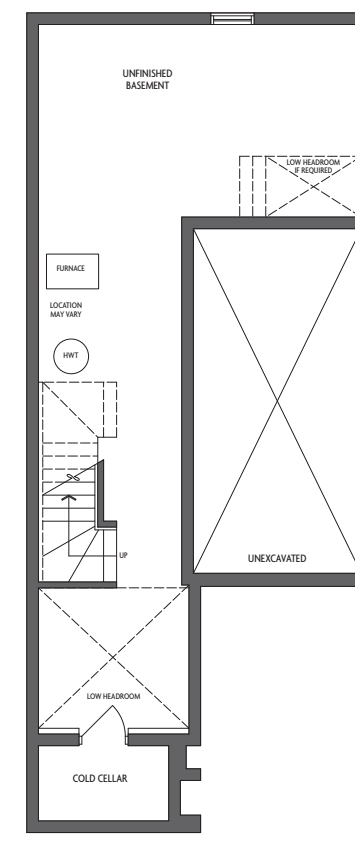 UNFINISHED
BASEMENT
LOW HEADROOM
IF REQUIRED
FURNACE
LOCATION
MAY VARY
HWT
UP
UNEXCAVATED
LOW HEADROOM
COLD CELLAR